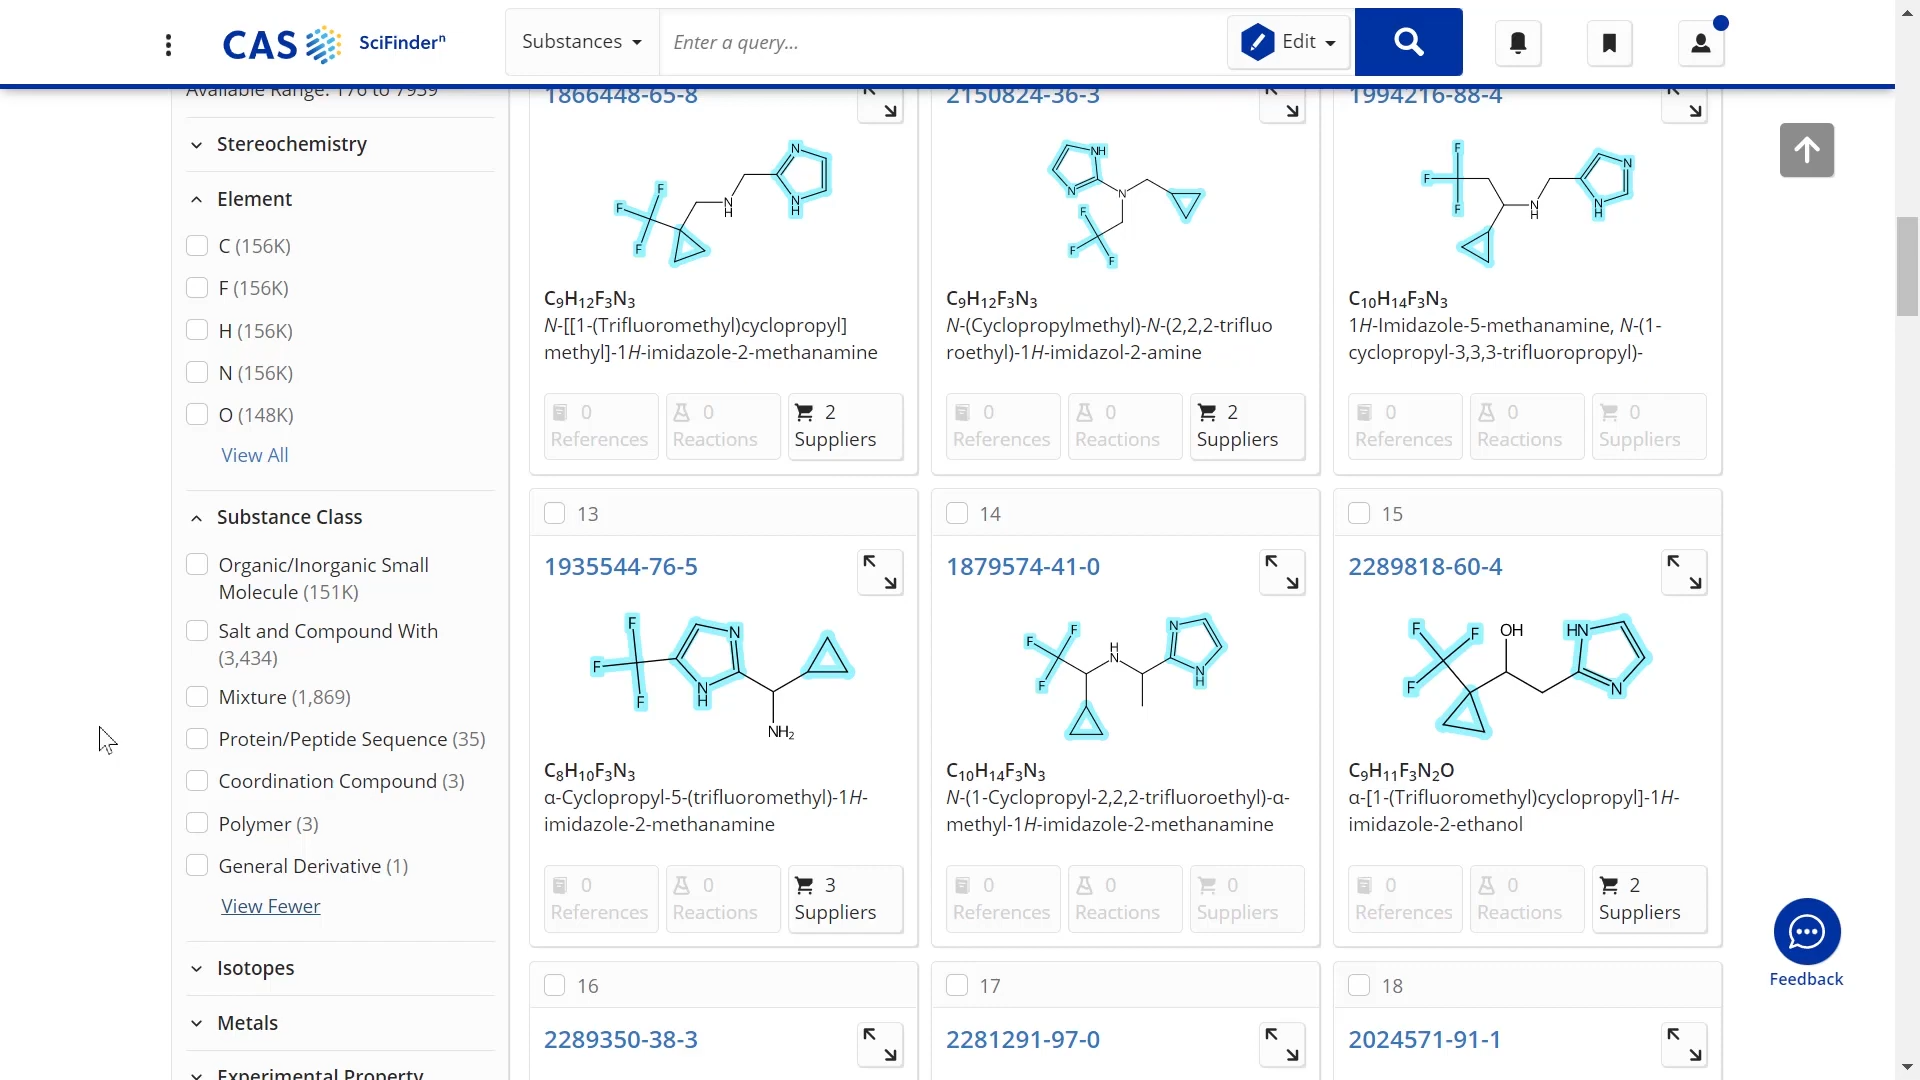 CAS SciFinderⁿ
Substances
Enter a query...
Edit
Available Range: 176 to 7939
Stereochemistry
Element
C (156K)
F (156K)
H (156K)
N (156K)
O (148K)
View All
Substance Class
Organic/Inorganic Small
Molecule (151K)
Salt and Compound With
(3,434)
Mixture (1,869)
Protein/Peptide Sequence (35)
Coordination Compound (3)
Polymer (3)
General Derivative (1)
View Fewer
Isotopes
Metals
Experimental Property
1866448-65-8
F
F
F
N
H
N
N
H
C₉H₁₂F₃N₃
N-[[1-(Trifluoromethyl)cyclopropyl]
methyl]-1H-imidazole-2-methanamine
0
References
0
Reactions
2
Suppliers
2150824-36-3
NH
N
N
F
F
F
C₉H₁₂F₃N₃
N-(Cyclopropylmethyl)-N-(2,2,2-trifluo
roethyl)-1H-imidazol-2-amine
0
References
0
Reactions
2
Suppliers
1994216-88-4
F
F
F
N
H
N
N
H
C₁₀H₁₄F₃N₃
1H-Imidazole-5-methanamine, N-(1-
cyclopropyl-3,3,3-trifluoropropyl)-
0
References
0
Reactions
0
Suppliers
13
1935544-76-5
F
F
F
N
N
H
NH₂
C₈H₁₀F₃N₃
α-Cyclopropyl-5-(trifluoromethyl)-1H-
imidazole-2-methanamine
0
References
0
Reactions
3
Suppliers
14
1879574-41-0
F
F
F
H
N
N
N
H
C₁₀H₁₄F₃N₃
N-(1-Cyclopropyl-2,2,2-trifluoroethyl)-α-
methyl-1H-imidazole-2-methanamine
0
References
0
Reactions
0
Suppliers
15
2289818-60-4
F
F
F
OH
HN
N
C₉H₁₁F₃N₂O
α-[1-(Trifluoromethyl)cyclopropyl]-1H-
imidazole-2-ethanol
0
References
0
Reactions
2
Suppliers
16
2289350-38-3
17
2281291-97-0
18
2024571-91-1
Feedback